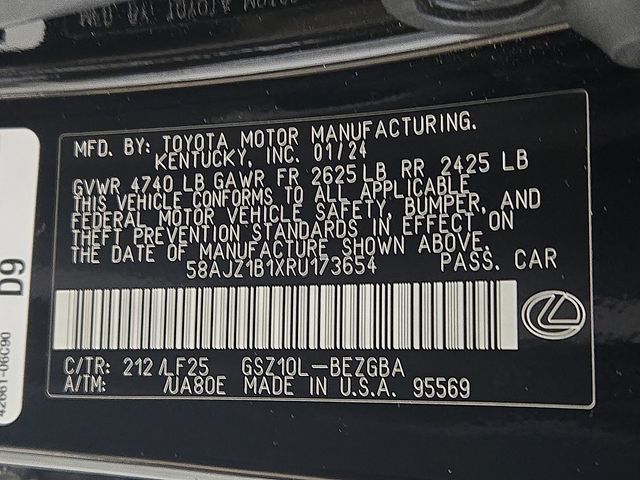 MFD. BY: TOYOTA MOTOR MANUFACTURING.
KENTUCKY, INC. 01/24
GVWR 4740 LB GAWR FR 2625 LB RR 2425 LB
THIS VEHICLE CONFORMS TO ALL APPLICABLE
FEDERAL MOTOR VEHICLE SAFETY, BUMPER, AND
THEFT PREVENTION STANDARDS IN EFFECT ON
THE DATE OF MANUFACTURE SHOWN ABOVE.
58AJZ1B1XRU173654 PASS. CAR
C/TR: 212/LF25 GSZ10L-BEZGBA
A/TM: /UA80E MADE IN U.S.A. 95569
D9
42661-06C90